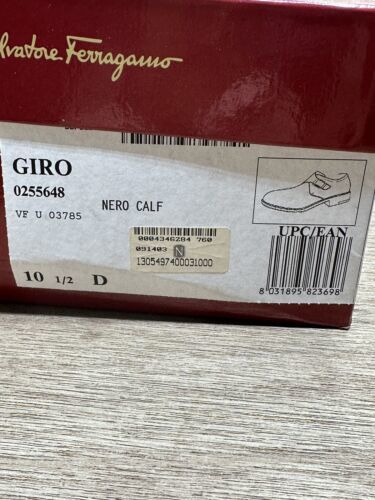 Salvatore Ferragamo
GIRO
0255648
NERO CALF
VF U 03785
UPC/EAN
0004346284 760
091403 N
1305497400031000
10 1/2 D
8 031895 823698